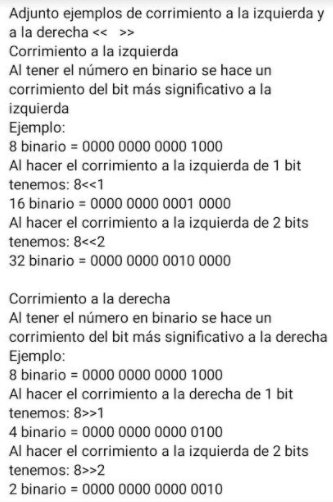 Adjunto ejemplos de corrimiento a la izquierda y
a la derecha <<   >>
Corrimiento a la izquierda
Al tener el número en binario se hace un
corrimiento del bit más significativo a la
izquierda
Ejemplo:
8 binario = 0000 0000 0000 1000
Al hacer el corrimiento a la izquierda de 1 bit
tenemos: 8<<1
16 binario = 0000 0000 0001 0000
Al hacer el corrimiento a la izquierda de 2 bits
tenemos: 8<<2
32 binario = 0000 0000 0010 0000

Corrimiento a la derecha
Al tener el número en binario se hace un
corrimiento del bit más significativo a la derecha
Ejemplo:
8 binario = 0000 0000 0000 1000
Al hacer el corrimiento a la derecha de 1 bit
tenemos: 8>>1
4 binario = 0000 0000 0000 0100
Al hacer el corrimiento a la izquierda de 2 bits
tenemos: 8>>2
2 binario = 0000 0000 0000 0010